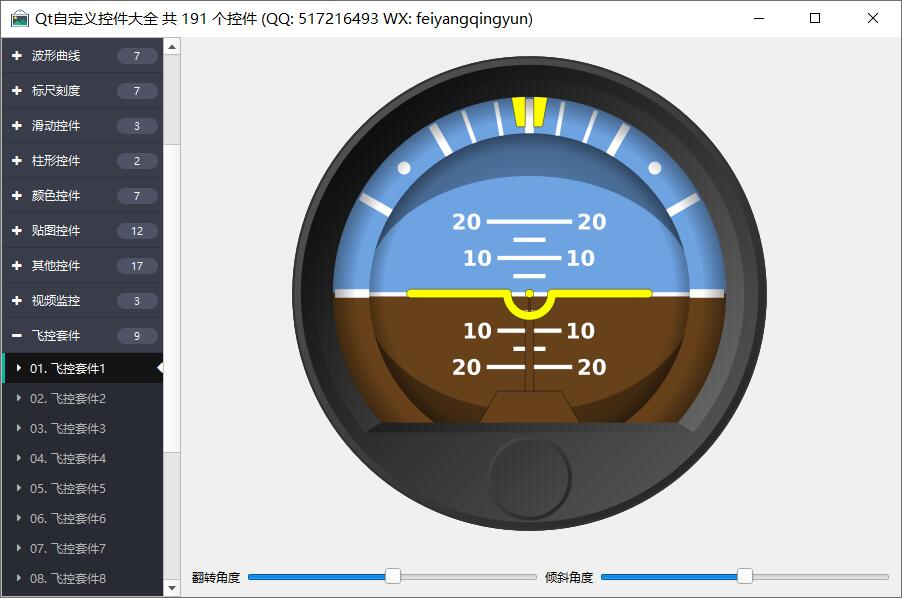 Qt自定义控件大全 共 191 个控件 (QQ: 517216493 WX: feiyangqingyun)
波形曲线 7
标尺刻度 7
滑动控件 3
柱形控件 2
颜色控件 7
贴图控件 12
其他控件 17
视频监控 3
飞控套件 9
01. 飞控套件1
02. 飞控套件2
03. 飞控套件3
04. 飞控套件4
05. 飞控套件5
06. 飞控套件6
07. 飞控套件7
08. 飞控套件8
20 20
10 10
10 10
20 20
翻转角度 倾斜角度